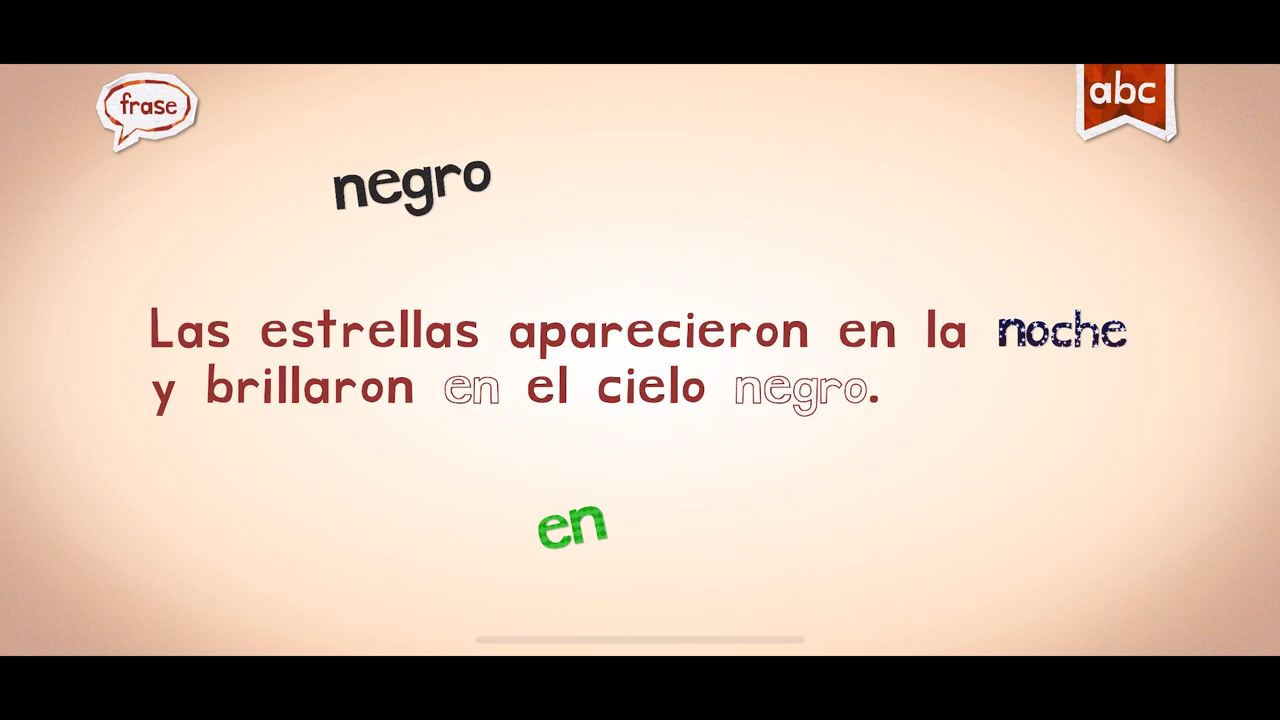 frase
abc
negro
Las estrellas aparecieron en la noche
y brillaron en el cielo negro.
en